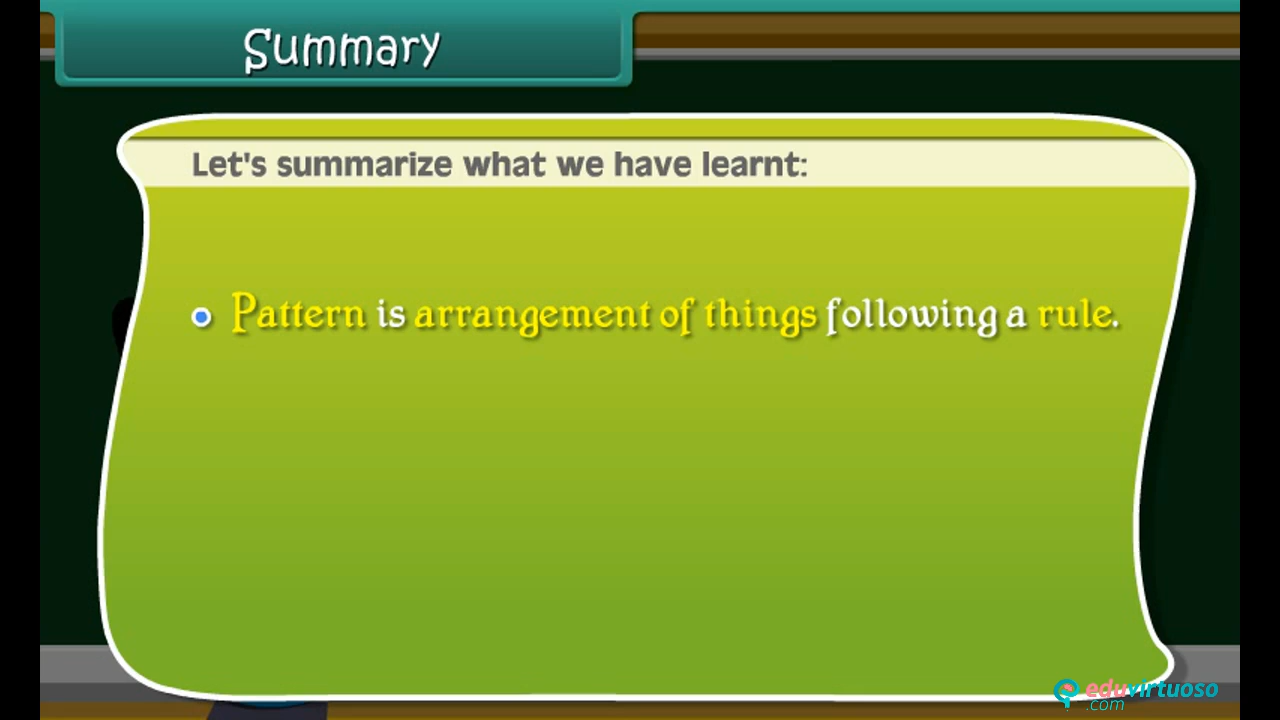 Summary
Let's summarize what we have learnt:
Pattern is arrangement of things following a rule.
eduvirtuoso
.com